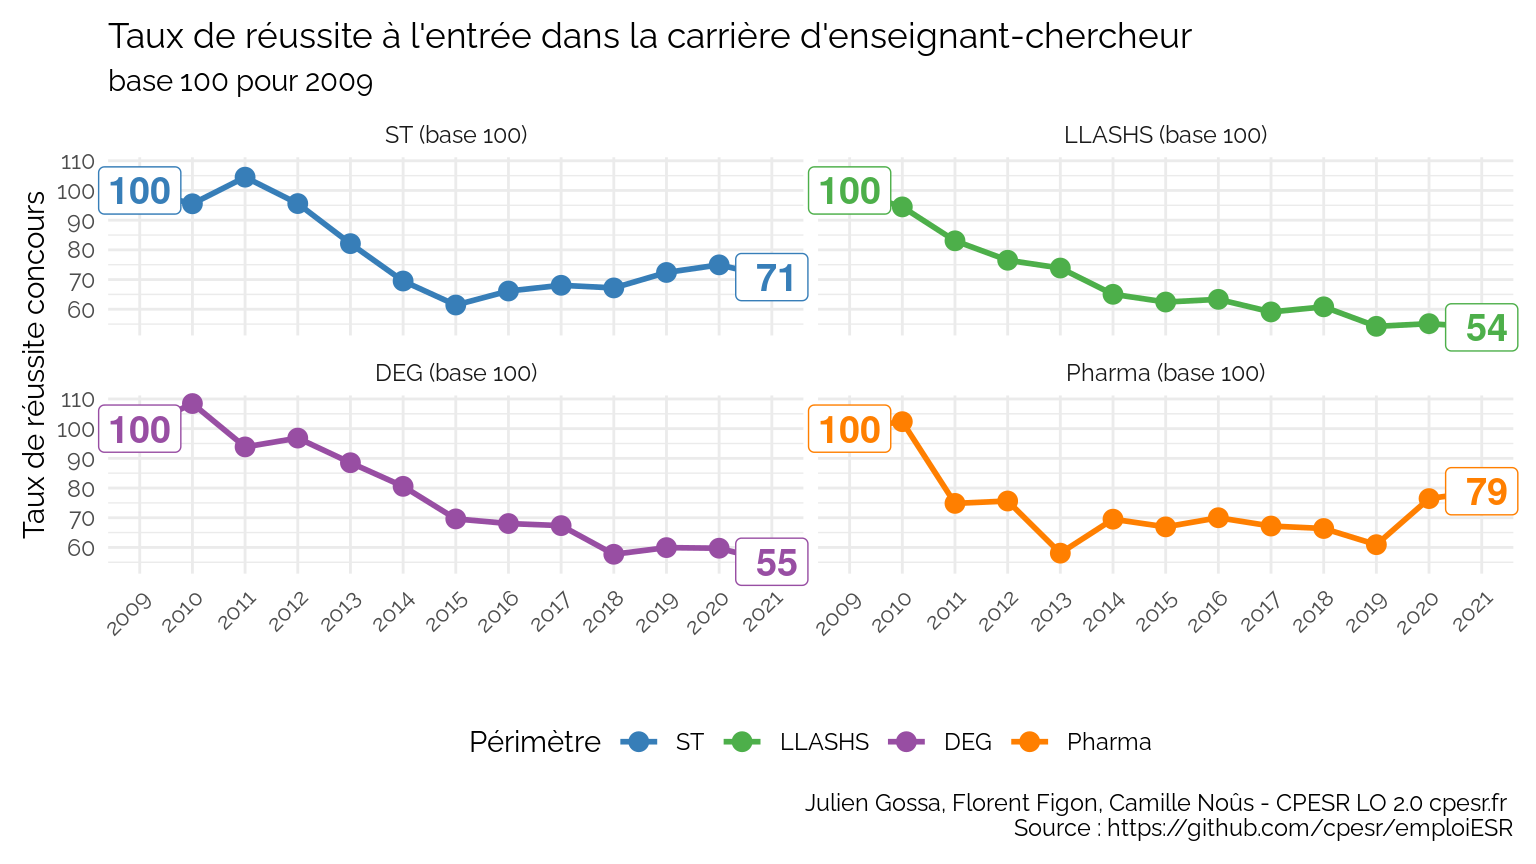 Taux de réussite à l'entrée dans la carrière d'enseignant-chercheur
base 100 pour 2009
ST (base 100)
LLASHS (base 100)
Taux de réussite concours
110
100
90
80
70
60
100
71
100
54
DEG (base 100)
Pharma (base 100)
110
100
90
80
70
60
100
55
100
79
2009 2010 2011 2012 2013 2014 2015 2016 2017 2018 2019 2020 2021
2009 2010 2011 2012 2013 2014 2015 2016 2017 2018 2019 2020 2021
Périmètre ST LLASHS DEG Pharma
Julien Gossa, Florent Figon, Camille Noûs - CPESR LO 2.0 cpesr.fr
Source : https://github.com/cpesr/emploiESR